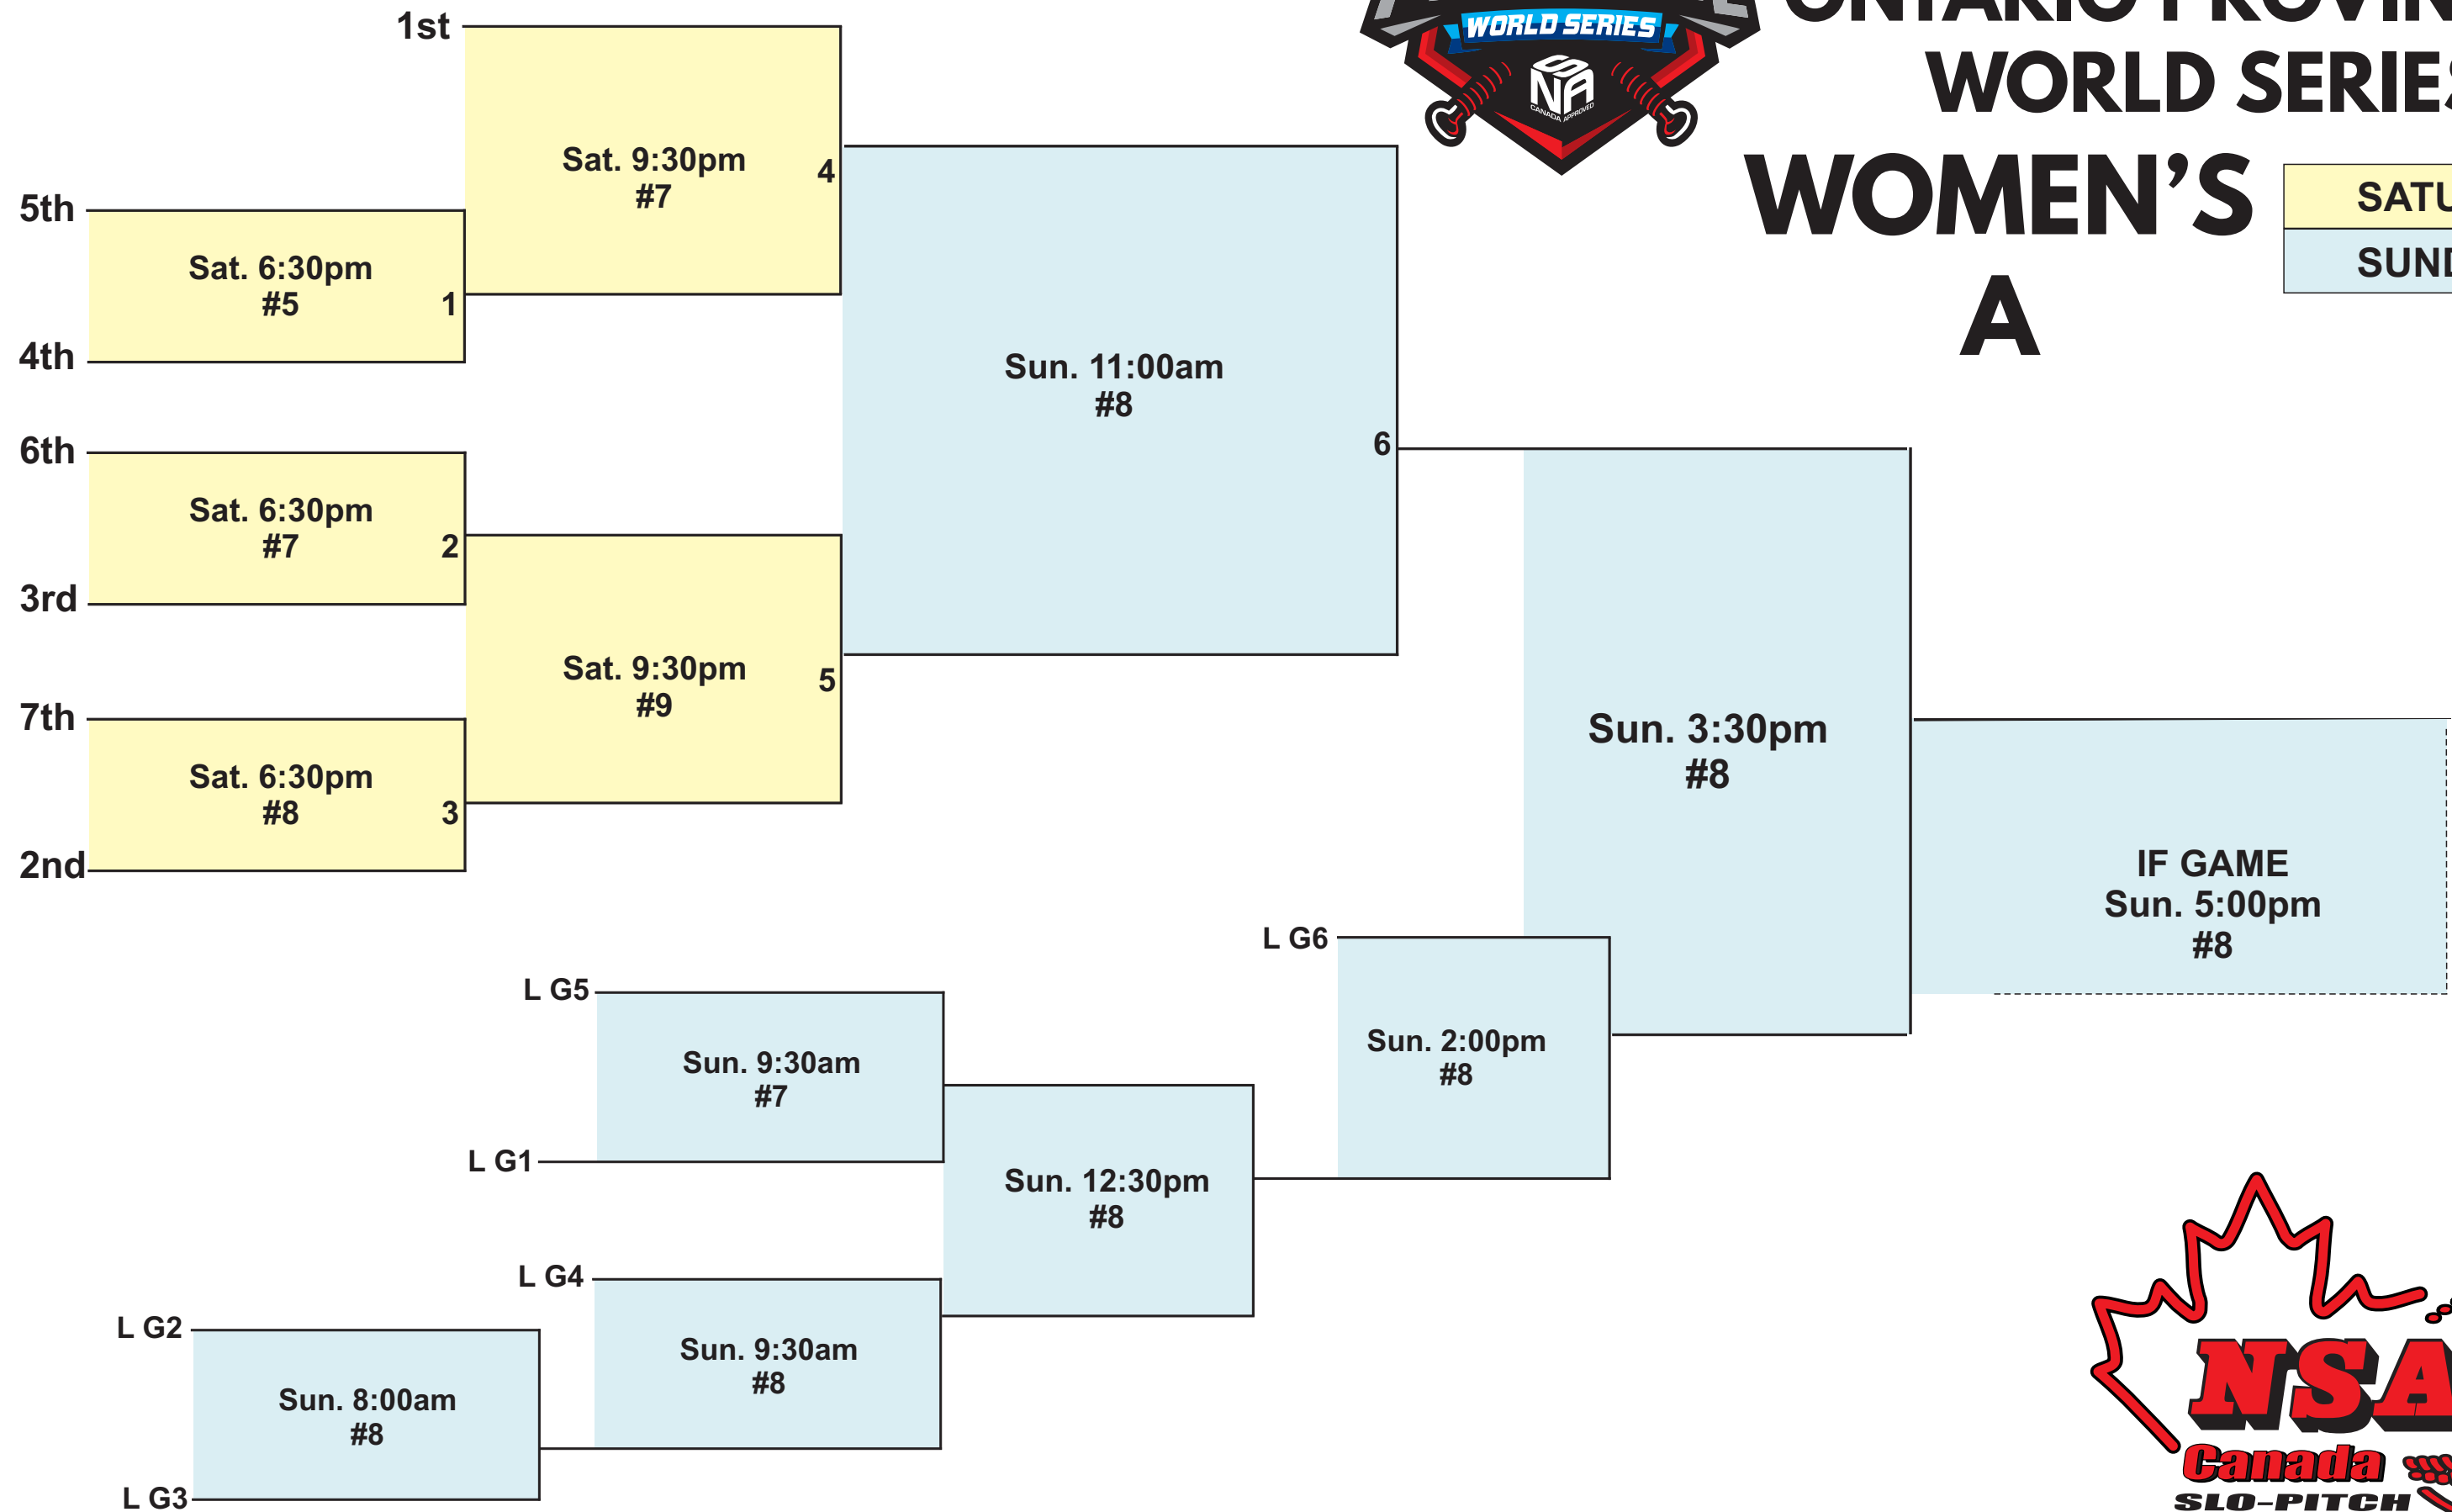 WORLD SERIES
NSA
CANADA APPROVED
WORLD SERIES
WOMEN'S
A
1st
Sat. 9:30pm
#7
4
5th
Sat. 6:30pm
#5
1
4th
Sun. 11:00am
#8
6
6th
Sat. 6:30pm
#7
2
3rd
Sat. 9:30pm
#9
5
7th
Sat. 6:30pm
#8
3
2nd
Sun. 3:30pm
#8
IF GAME
Sun. 5:00pm
#8
L G6
Sun. 2:00pm
#8
L G5
Sun. 9:30am
#7
L G1
Sun. 12:30pm
#8
L G4
Sun. 9:30am
#8
L G2
Sun. 8:00am
#8
L G3
NSA
Canada
SLO-PITCH